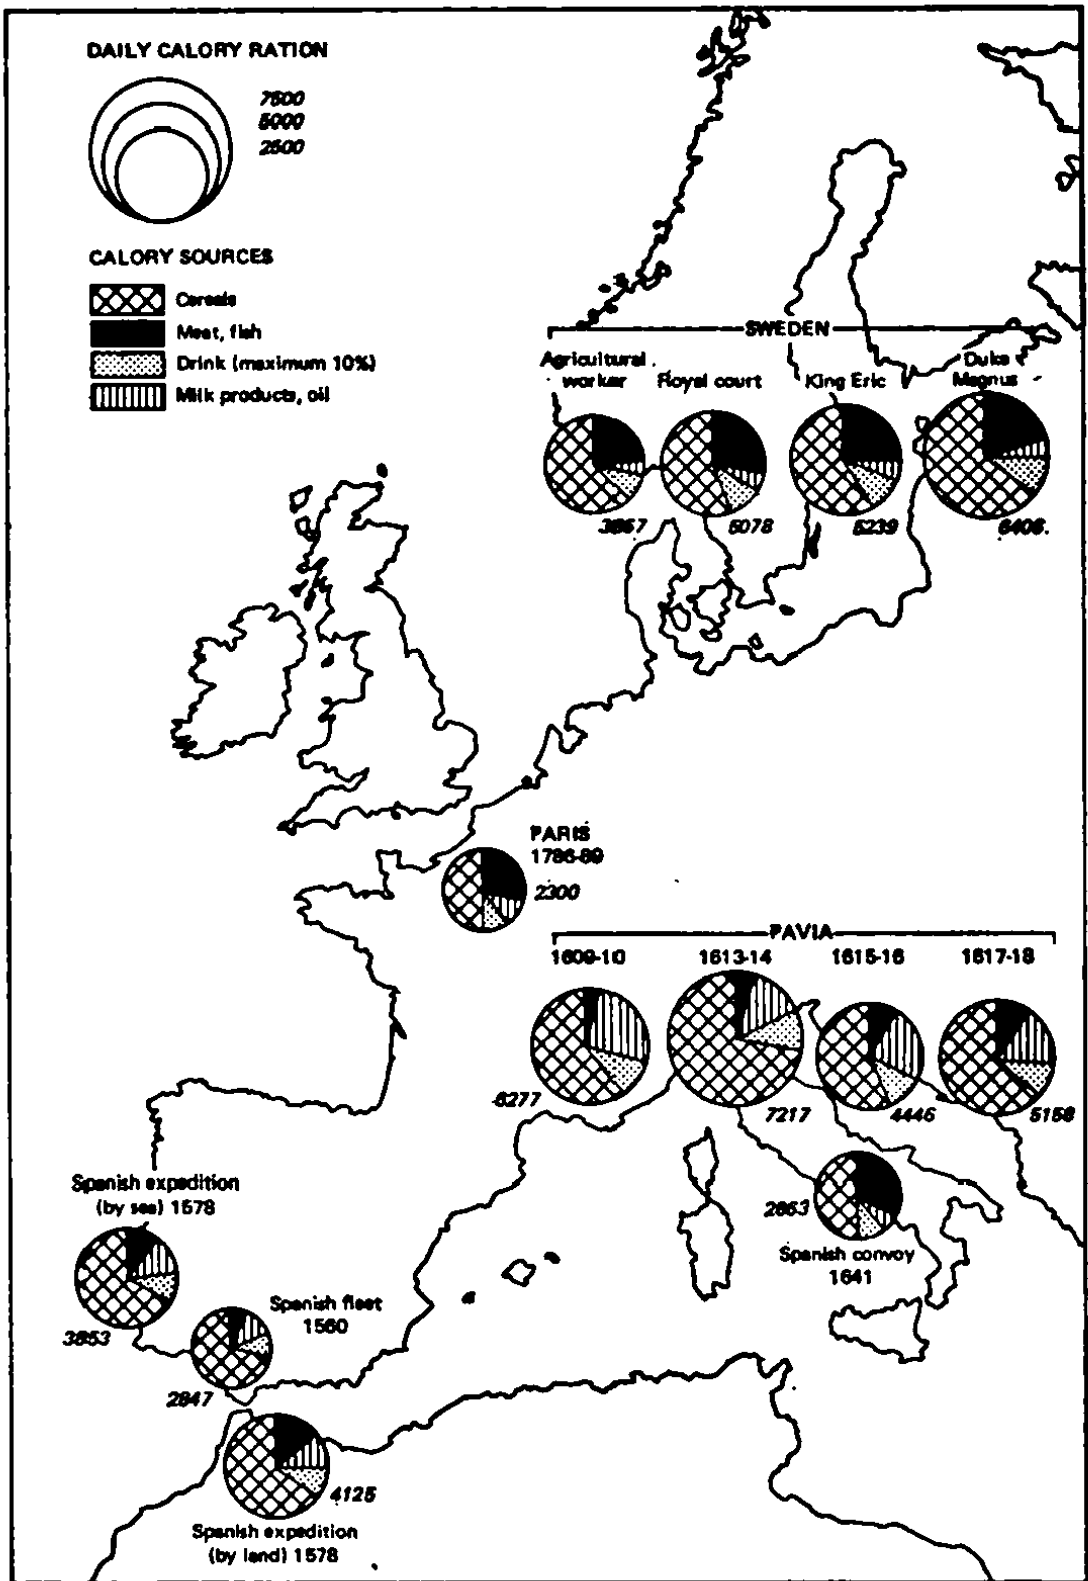 DAILY CALORY RATION
7500
5000
2500
CALORY SOURCES
Cereals
Meat, fish
Drink (maximum 10%)
Milk products, oil
SWEDEN
Agricultural
worker
Royal court
King Eric
Duke
Magnus
5078
5239
PARIS
1786-89
2300
PAVIA
1609-10
1613-14
1615-16
1617-18
6277
7217
4446
5158
Spanish expedition
(by sea) 1578
3853
Spanish fleet
1560
2847
Spanish convoy
1641
4125
Spanish expedition
(by land) 1578